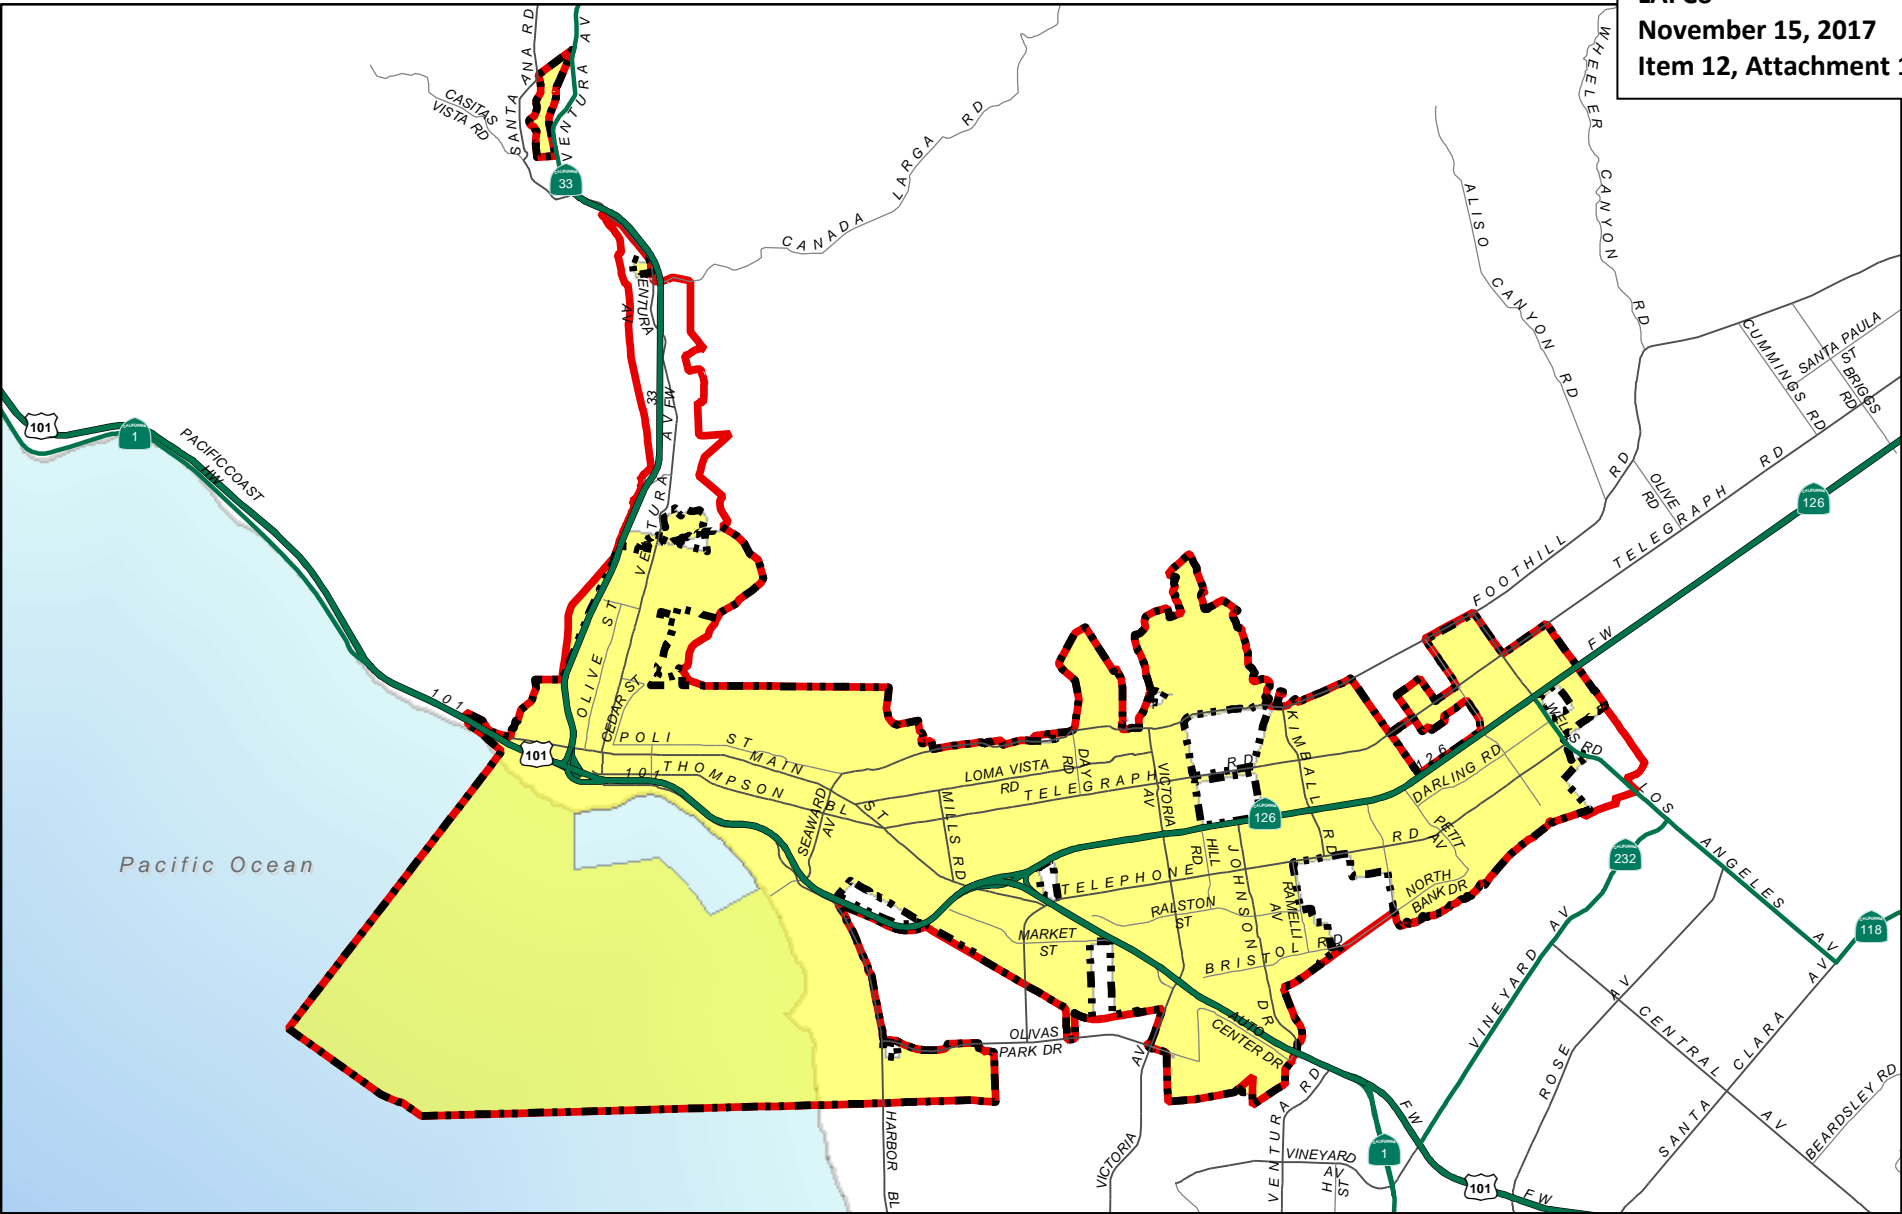 LAFCo
November 15, 2017
Item 12, Attachment 1
SANTA ANA RD
VENTURA AV
CASITAS
VISTA RD
33
CANADA LARGA RD
WHEELER CANYON RD
ALISO CANYON RD
VENTURA
AV
33
AV FW
VENTURA
101
1
PACIFIC COAST
HW
CUMMINGS RD
SANTA PAULA
ST
BRIGGS
RD
OLIVE
RD
TELEGRAPH RD
FOOTHILL RD
126
FW
101
101
OLIVE ST
CEDAR ST
POLI ST
MAIN ST
THOMPSON BL
101
SEAWARD
AV
MILLS RD
LOMA VISTA
RD
DAY
RD
TELEGRAPH RD
VICTORIA
AV
KIMBALL RD
126
126
DARLING RD
WELLS RD
PETIT
AV
LOS ANGELES AV
232
118
Pacific Ocean
TELEPHONE RD
HILL
RD
JOHNSON DR
RAMELLI
AV
RALSTON
ST
MARKET
ST
BRISTOL RD
NORTH
BANK DR
OLIVAS
PARK DR
AUTO
CENTER DR
HARBOR BL
VICTORIA AV
VENTURA RD
VINEYARD
AV
H ST
1
101
FW
FW
VINEYARD AV
ROSE AV
CENTRAL AV
SANTA CLARA AV
BEARDSLEY RD